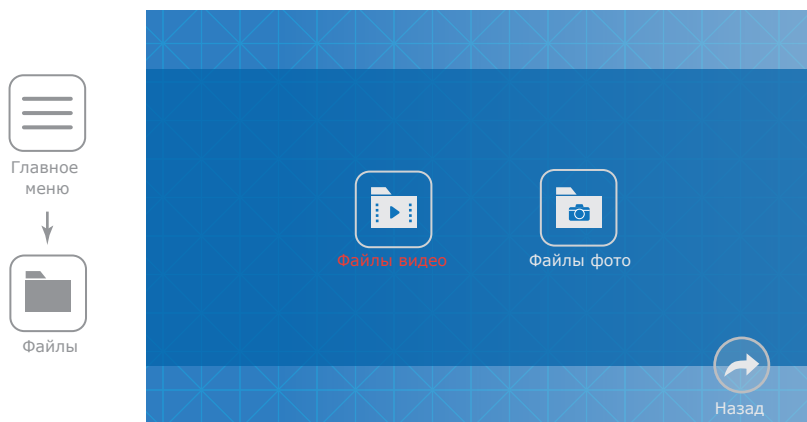 Главное
меню
Файлы
Файлы видео
Файлы фото
Назад